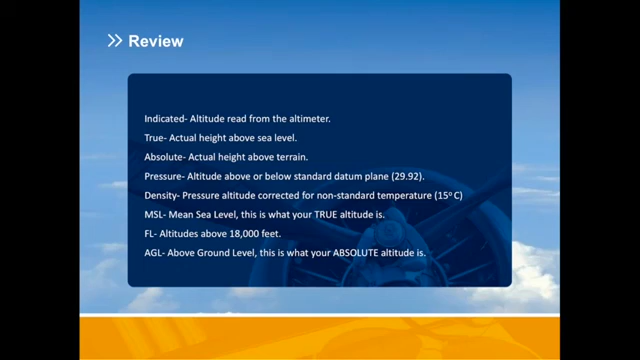 Review
Indicated- Altitude read from the altimeter.
True- Actual height above sea level.
Absolute- Actual height above terrain.
Pressure- Altitude above or below standard datum plane (29.92).
Density- Pressure altitude corrected for non-standard temperature (15º C)
MSL- Mean Sea Level, this is what your TRUE altitude is.
FL- Altitudes above 18,000 feet.
AGL- Above Ground Level, this is what your ABSOLUTE altitude is.